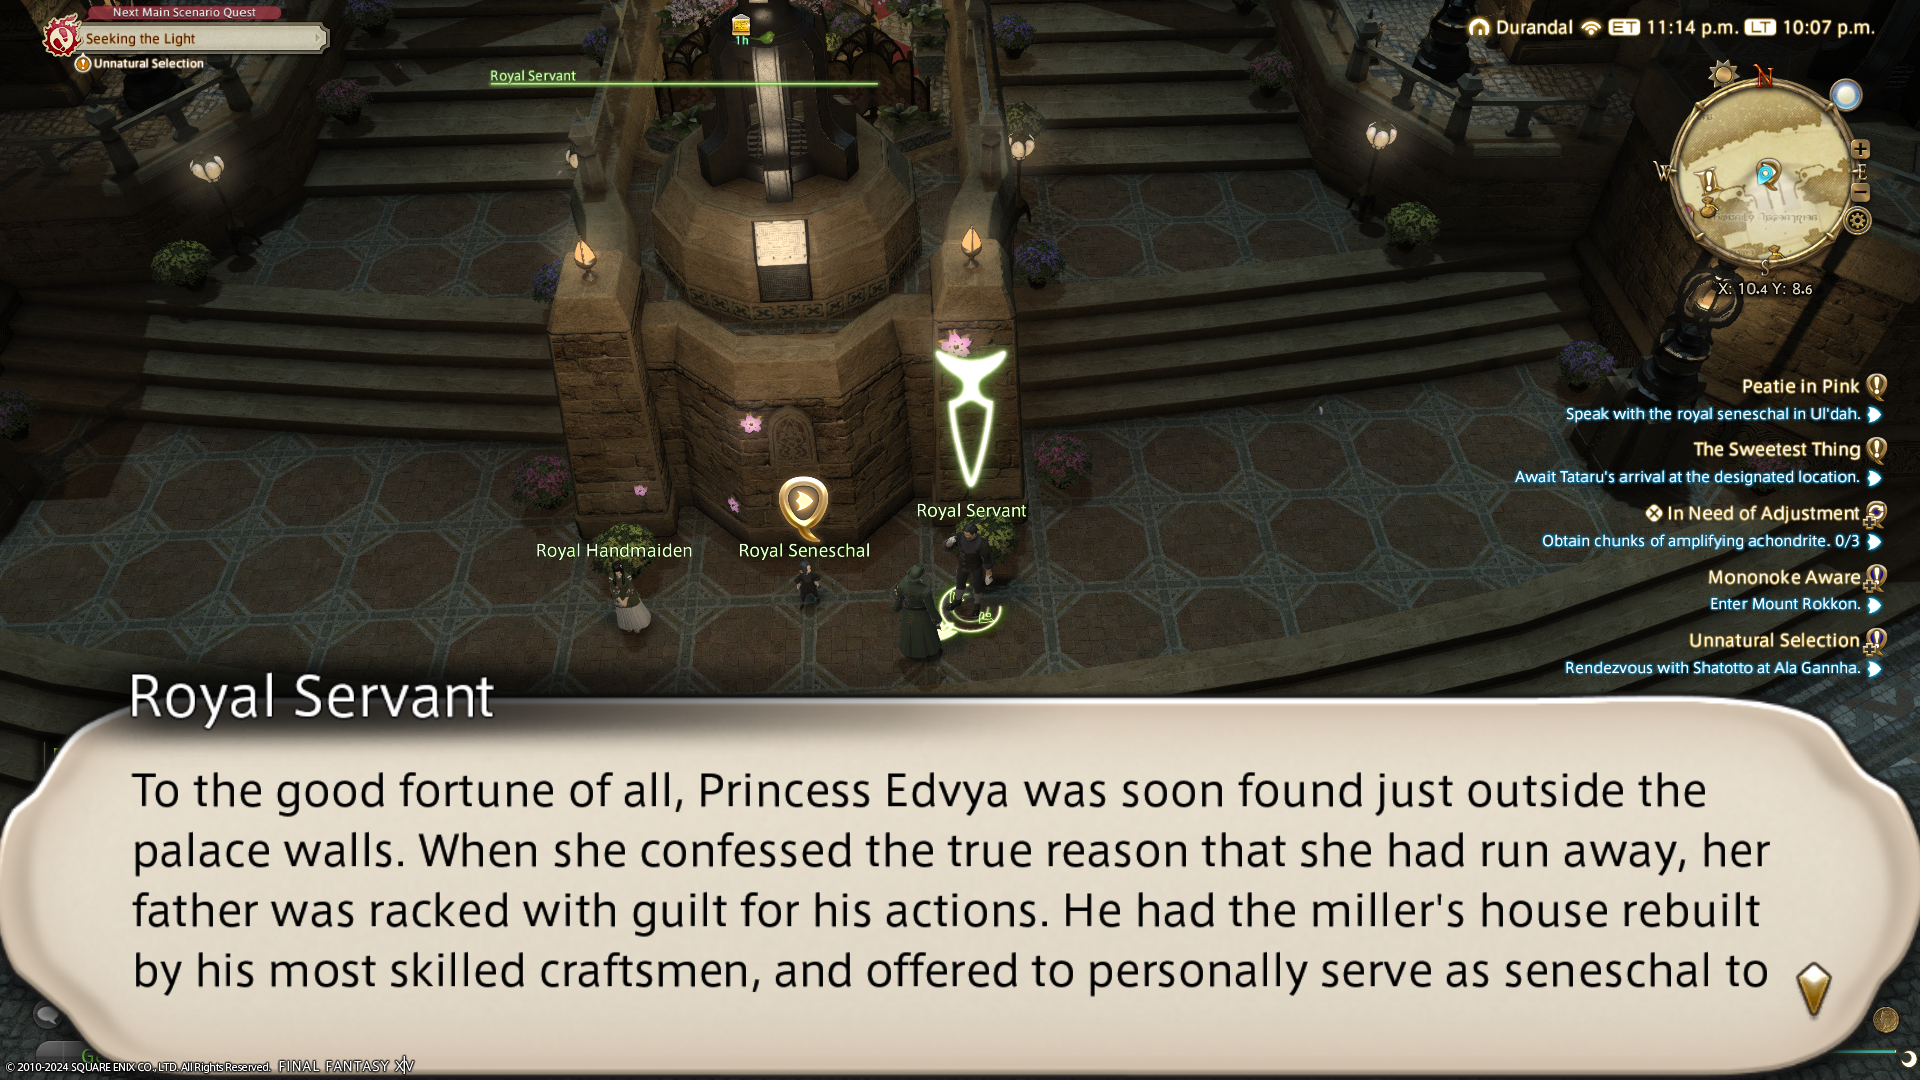 Next Main Scenario Quest
Seeking the Light
Unnatural Selection
1h
Royal Servant
Durandal ET 11:14 p.m. LT 10:07 p.m.
N
W
E
S
X: 10.4 Y: 8.6
Peatie in Pink
Speak with the royal seneschal in Ul'dah.
The Sweetest Thing
Await Tataru's arrival at the designated location.
In Need of Adjustment
Obtain chunks of amplifying achondrite. 0/3
Mononoke Aware
Enter Mount Rokkon.
Unnatural Selection
Rendezvous with Shatotto at Ala Gannha.
Royal Servant
Royal Handmaiden
Royal Seneschal
Royal Servant
To the good fortune of all, Princess Edvya was soon found just outside the
palace walls. When she confessed the true reason that she had run away, her
father was racked with guilt for his actions. He had the miller's house rebuilt
by his most skilled craftsmen, and offered to personally serve as seneschal to
© 2010-2024 SQUARE ENIX CO., LTD. All Rights Reserved. FINAL FANTASY XIV